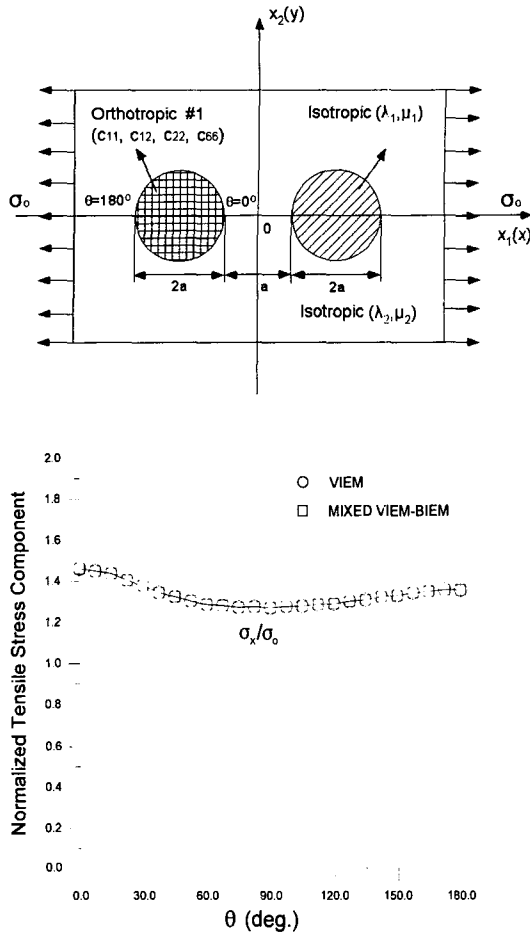 x₂(y)
Orthotropic #1
(c11, c12, c22, c66)
Isotropic (λ₁,μ₁)
σₒ
θ=180°
θ=0°
0
σₒ
x₁(x)
2a
a
2a
Isotropic (λ₂,μ₂)
2.0
1.8
1.6
1.4
1.2
1.0
0.8
0.6
0.4
0.2
0.0
Normalized Tensile Stress Component
VIEM
MIXED VIEM-BIEM
σₓ/σₒ
0.0
30.0
60.0
90.0
120.0
150.0
180.0
θ (deg.)